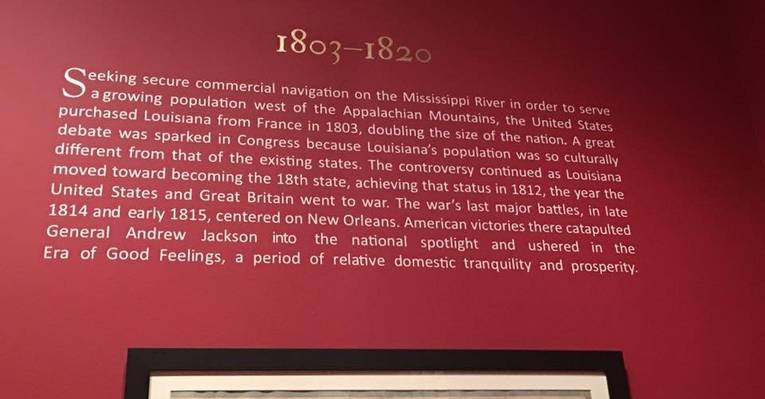 1803–1820
Seeking secure commercial navigation on the Mississippi River in order to serve
a growing population west of the Appalachian Mountains, the United States
purchased Louisiana from France in 1803, doubling the size of the nation. A great
debate was sparked in Congress because Louisiana's population was so culturally
different from that of the existing states. The controversy continued as Louisiana
moved toward becoming the 18th state, achieving that status in 1812, the year the
United States and Great Britain went to war. The war's last major battles, in late
1814 and early 1815, centered on New Orleans. American victories there catapulted
General Andrew Jackson into the national spotlight and ushered in the
Era of Good Feelings, a period of relative domestic tranquility and prosperity.